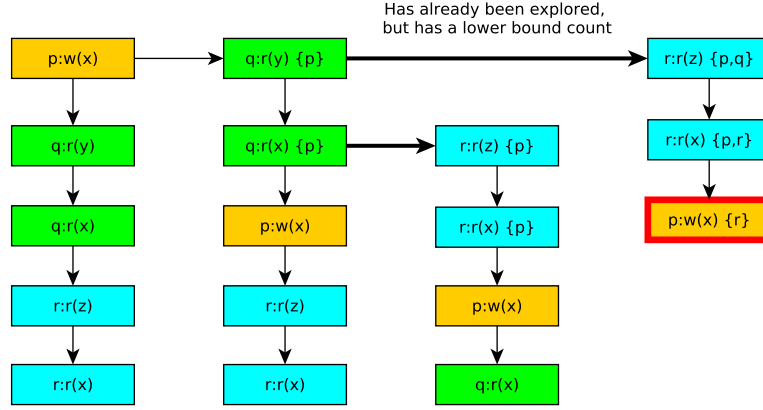 Has already been explored,
but has a lower bound count
p:w(x)
q:r(y) {p}
r:r(z) {p,q}
q:r(y)
q:r(x) {p}
r:r(z) {p}
r:r(x) {p,r}
q:r(x)
p:w(x)
r:r(x) {p}
p:w(x) {r}
r:r(z)
r:r(z)
p:w(x)
r:r(x)
r:r(x)
q:r(x)